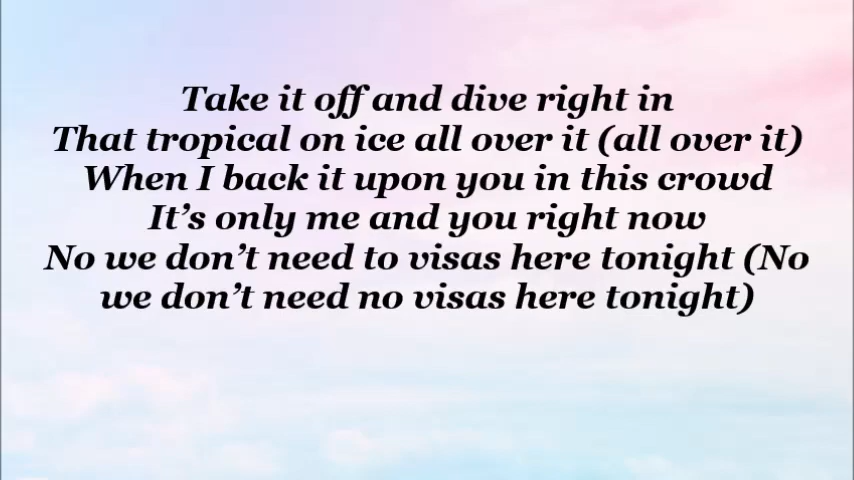 Take it off and dive right in
That tropical on ice all over it (all over it)
When I back it upon you in this crowd
It’s only me and you right now
No we don’t need to visas here tonight (No
we don’t need no visas here tonight)